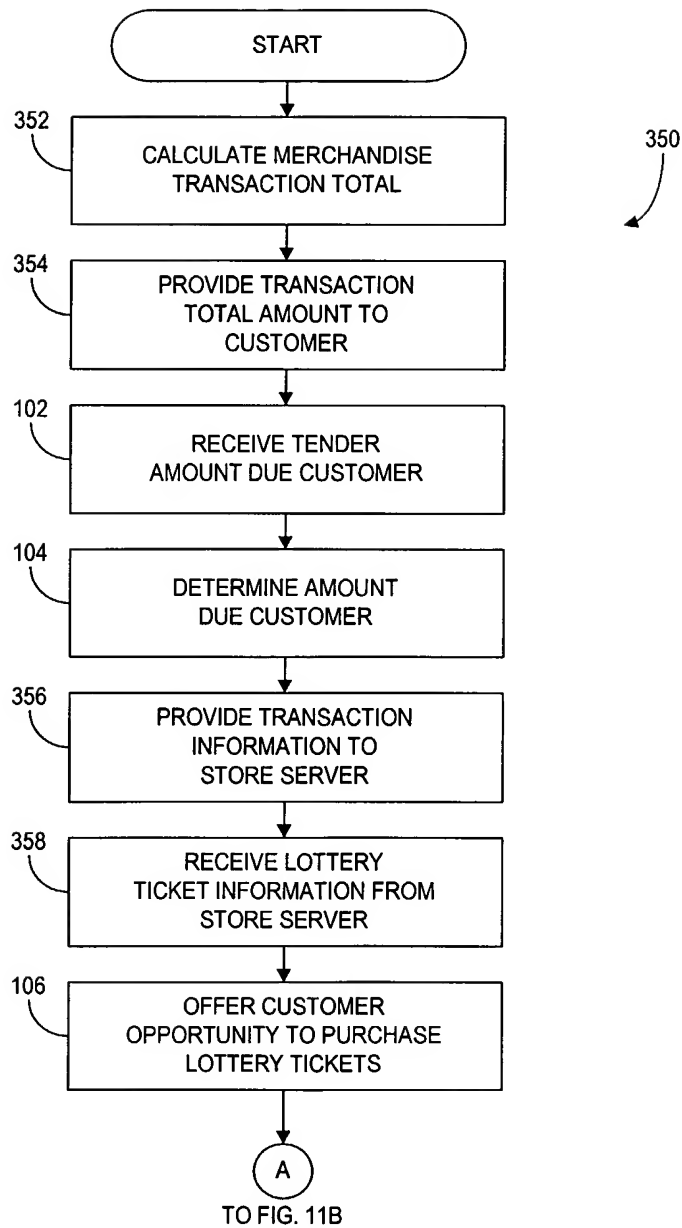 START
352
CALCULATE MERCHANDISE
TRANSACTION TOTAL
350
354
PROVIDE TRANSACTION
TOTAL AMOUNT TO
CUSTOMER
102
RECEIVE TENDER
AMOUNT DUE CUSTOMER
104
DETERMINE AMOUNT
DUE CUSTOMER
356
PROVIDE TRANSACTION
INFORMATION TO
STORE SERVER
358
RECEIVE LOTTERY
TICKET INFORMATION FROM
STORE SERVER
106
OFFER CUSTOMER
OPPORTUNITY TO PURCHASE
LOTTERY TICKETS
A
TO FIG. 11B